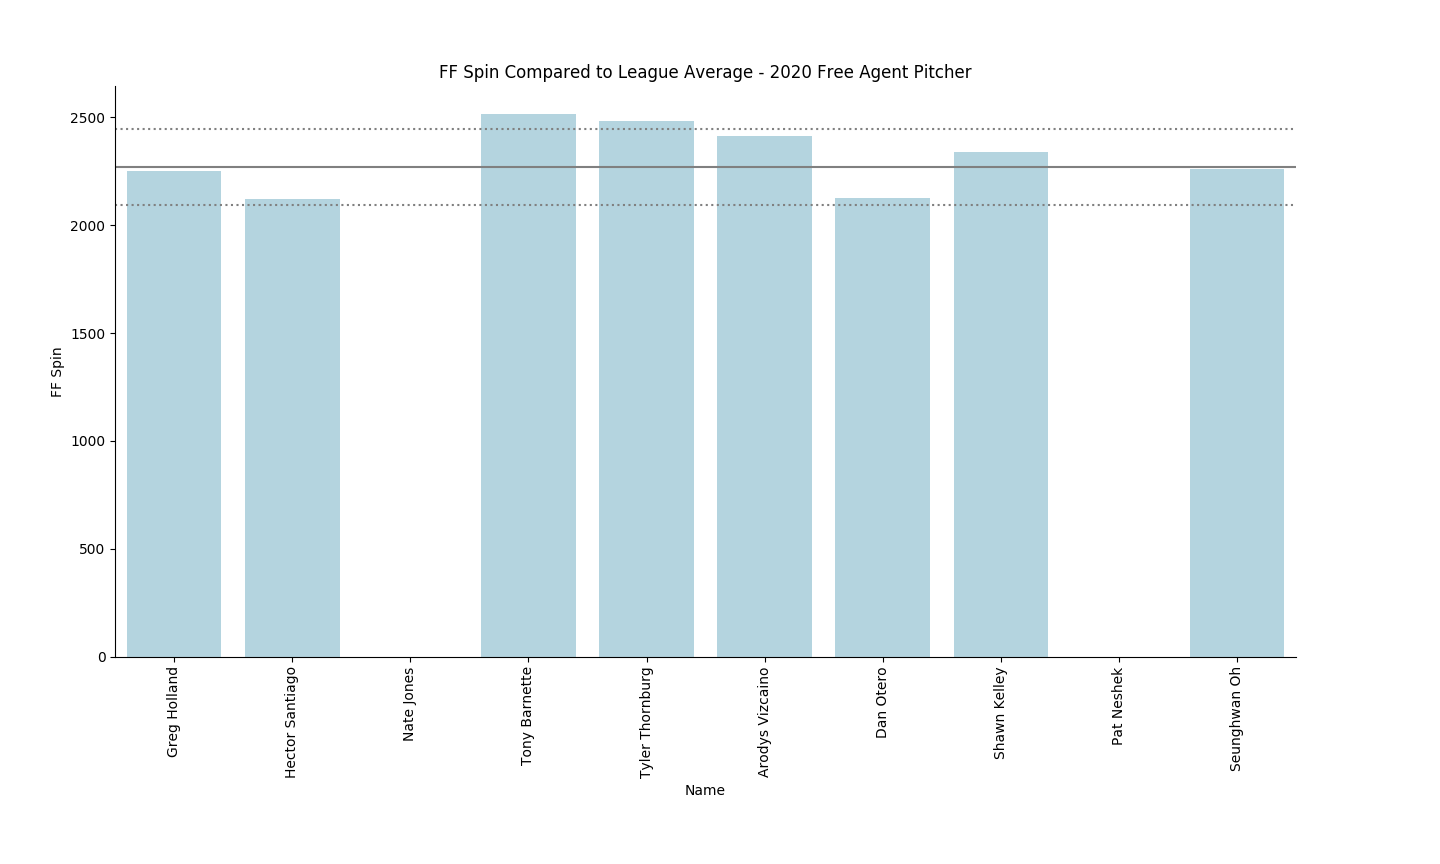 FF Spin Compared to League Average - 2020 Free Agent Pitcher
2500
2000
1500
1000
500
0
FF Spin
Greg Holland
Hector Santiago
Nate Jones
Tony Barnette
Tyler Thornburg
Arodys Vizcaino
Dan Otero
Shawn Kelley
Pat Neshek
Seunghwan Oh
Name